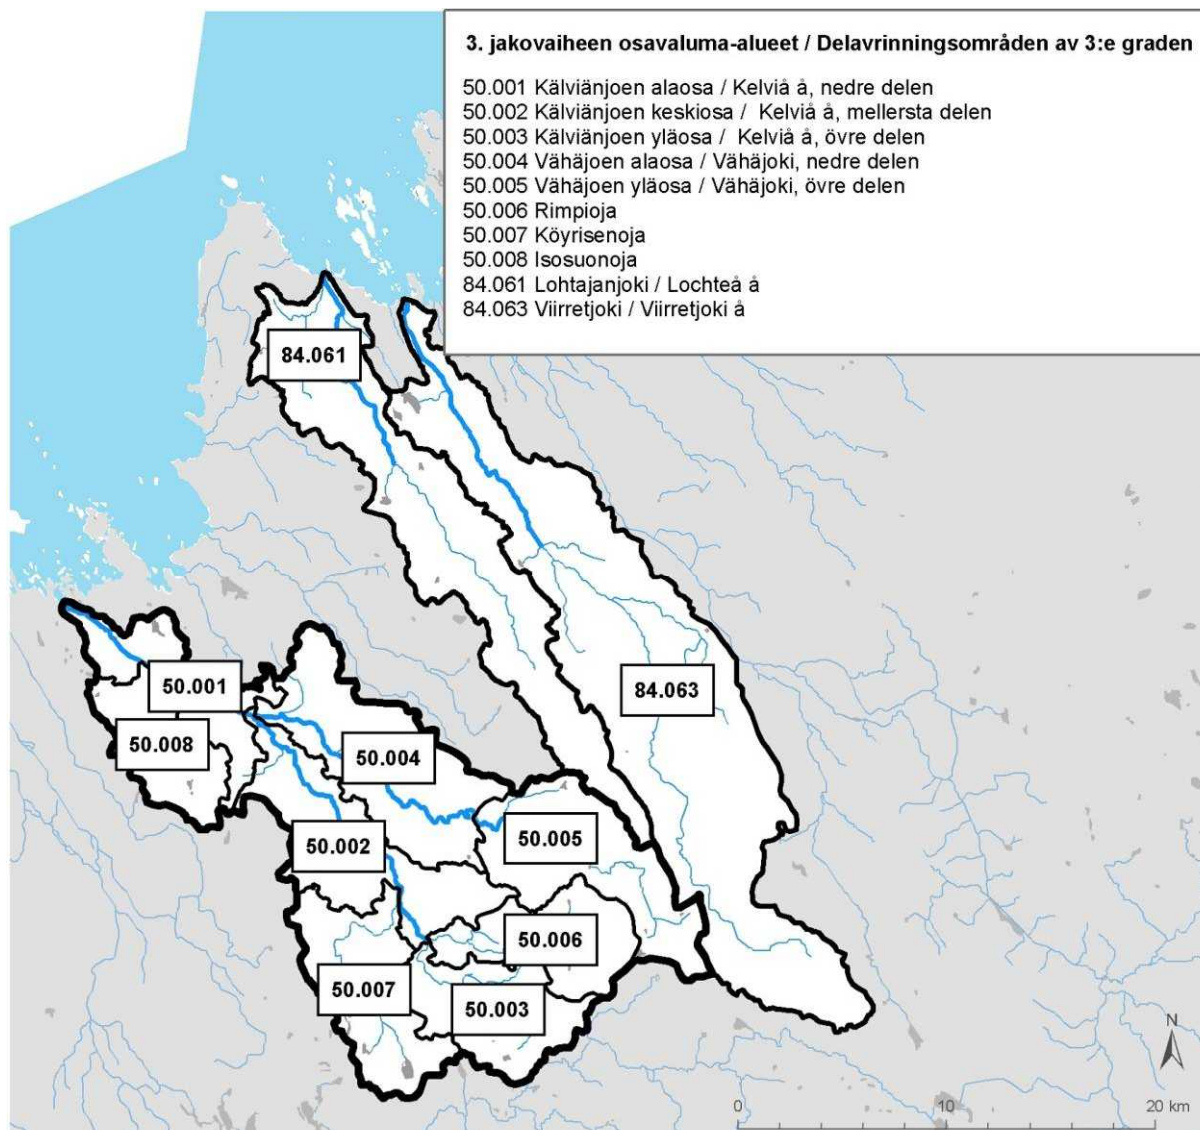 3. jakovaiheen osavaluma-alueet / Delavrinningsområden av 3:e graden
50.001 Kälviänjoen alaosa / Kelviå å, nedre delen
50.002 Kälviänjoen keskiosa / Kelviå å, mellersta delen
50.003 Kälviänjoen yläosa / Kelviå å, övre delen
50.004 Vähäjoen alaosa / Vähäjoki, nedre delen
50.005 Vähäjoen yläosa / Vähäjoki, övre delen
50.006 Rimpioja
50.007 Köyrisenoja
50.008 Isosuonoja
84.061 Lohtajanjoki / Lochteå å
84.063 Viirretjoki / Viirretjoki å
84.061
50.001
84.063
50.008
50.004
50.005
50.002
50.006
50.007
50.003
N
0 10 20 km